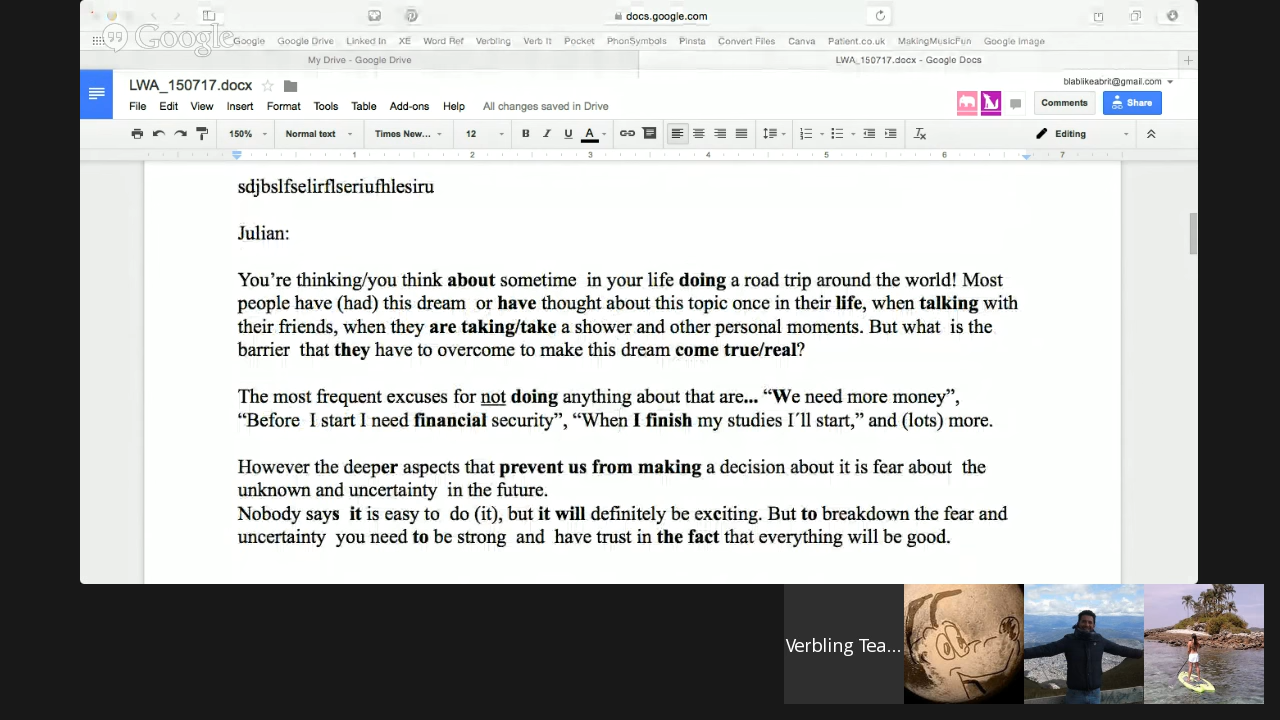 docs.google.com
Google
Google Google Drive Linked In XE Word Ref Verbling Verb It Pocket PhonSymbols Pinsta Convert Files Canva Patient.co.uk MakingMusicFun Google Image
My Drive - Google Drive LWA_150717.docx - Google Docs
LWA_150717.docx blablikeabrit@gmail.com
File Edit View Insert Format Tools Table Add-ons Help All changes saved in Drive Comments Share
150% Normal text Times New... 12 B I U A Editing
1 2 3 4 5 6 7
sdjbslfselirflseriufhlesiru
Julian:
You’re thinking/you think about sometime in your life doing a road trip around the world! Most
people have (had) this dream or have thought about this topic once in their life, when talking with
their friends, when they are taking/take a shower and other personal moments. But what is the
barrier that they have to overcome to make this dream come true/real?
The most frequent excuses for not doing anything about that are... “We need more money”,
“Before I start I need financial security”, “When I finish my studies I´ll start,” and (lots) more.
However the deeper aspects that prevent us from making a decision about it is fear about the
unknown and uncertainty in the future.
Nobody says it is easy to do (it), but it will definitely be exciting. But to breakdown the fear and
uncertainty you need to be strong and have trust in the fact that everything will be good.
Verbling Tea...